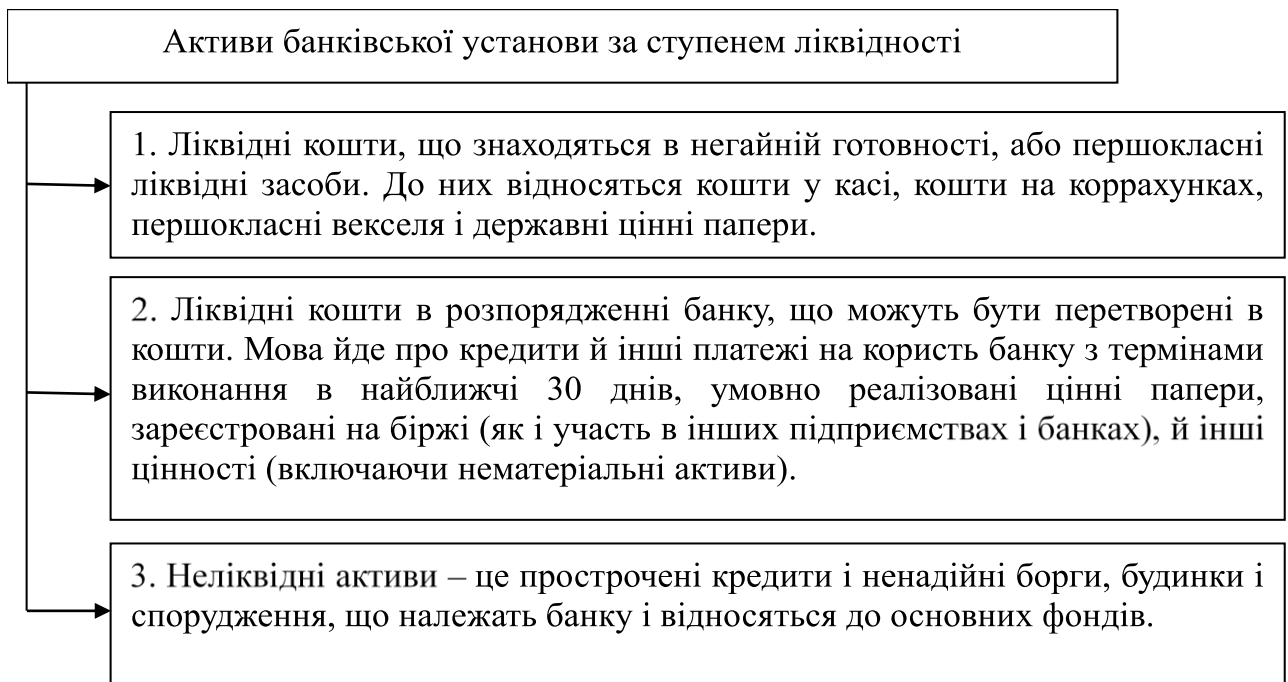 Активи банківської установи за ступенем ліквідності
1. Ліквідні кошти, що знаходяться в негайній готовності, або першокласні
ліквідні засоби. До них відносяться кошти у касі, кошти на коррахунках,
першокласні векселя і державні цінні папери.
2. Ліквідні кошти в розпорядженні банку, що можуть бути перетворені в
кошти. Мова йде про кредити й інші платежі на користь банку з термінами
виконання в найближчі 30 днів, умовно реалізовані цінні папери,
зареєстровані на біржі (як і участь в інших підприємствах і банках), й інші
цінності (включаючи нематеріальні активи).
3. Неліквідні активи – це прострочені кредити і ненадійні борги, будинки і
спорудження, що належать банку і відносяться до основних фондів.